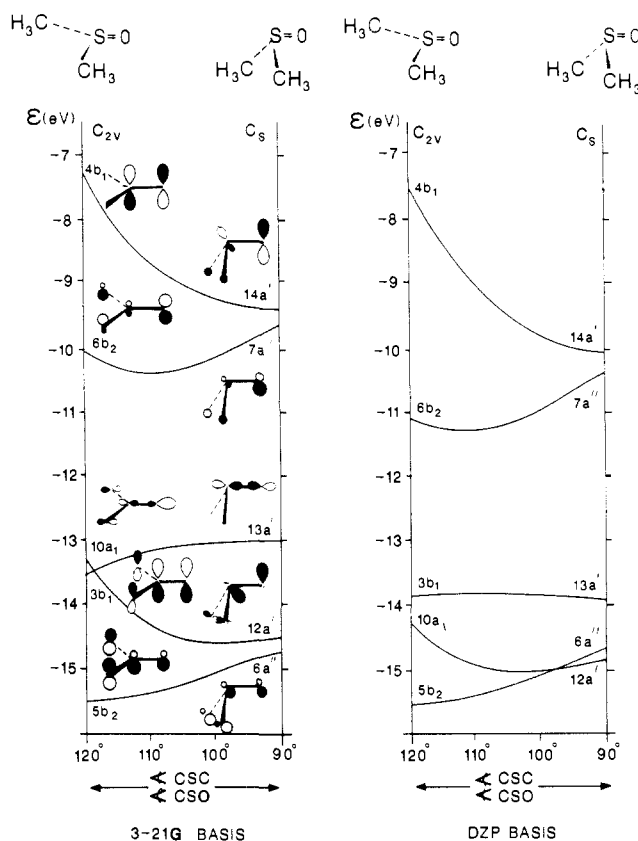 H₃C S=O CH₃
S=O H₃C CH₃
H₃C S=O CH₃
S=O H₃C CH₃
Ɛ(eV) C₂ᵥ Cₛ
-7
4b₁
-8
-9
14a'
6b₂
7a''
-10
-11
-12
-13
10a₁
13a'
3b₁
-14
12a'
6a''
-15
5b₂
120° 110° 100° 90°
∢ CSC
∢ CSO
3-21G BASIS
Ɛ(eV) C₂ᵥ Cₛ
-7
4b₁
-8
-9
-10
14a'
7a''
-11
6b₂
-12
-13
3b₁
13a'
-14
10a₁
6a''
12a'
-15
5b₂
120° 110° 100° 90°
∢ CSC
∢ CSO
DZP BASIS